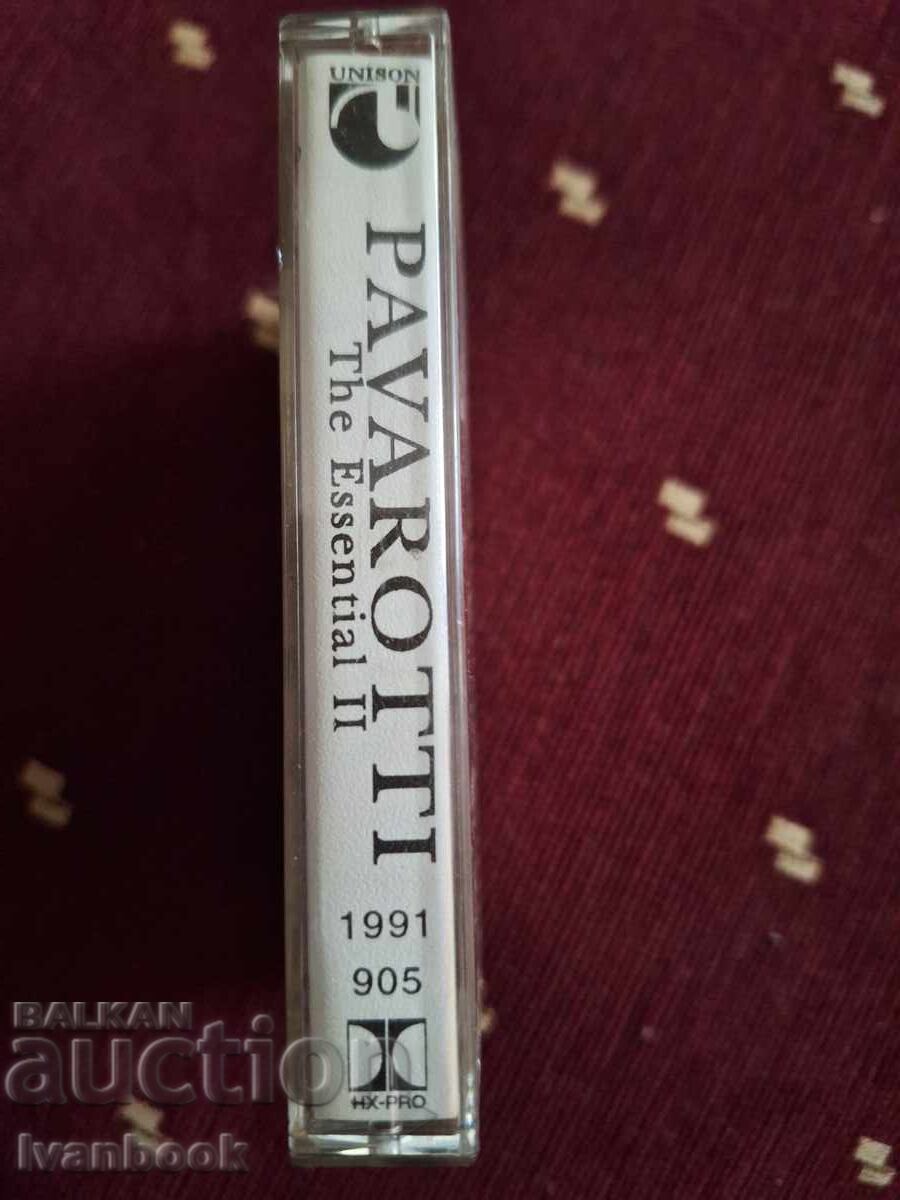 UNISON
PAVAROTTI
The Essential II
1991
905
HX-PRO
BALKAN
auction
Ivanbook